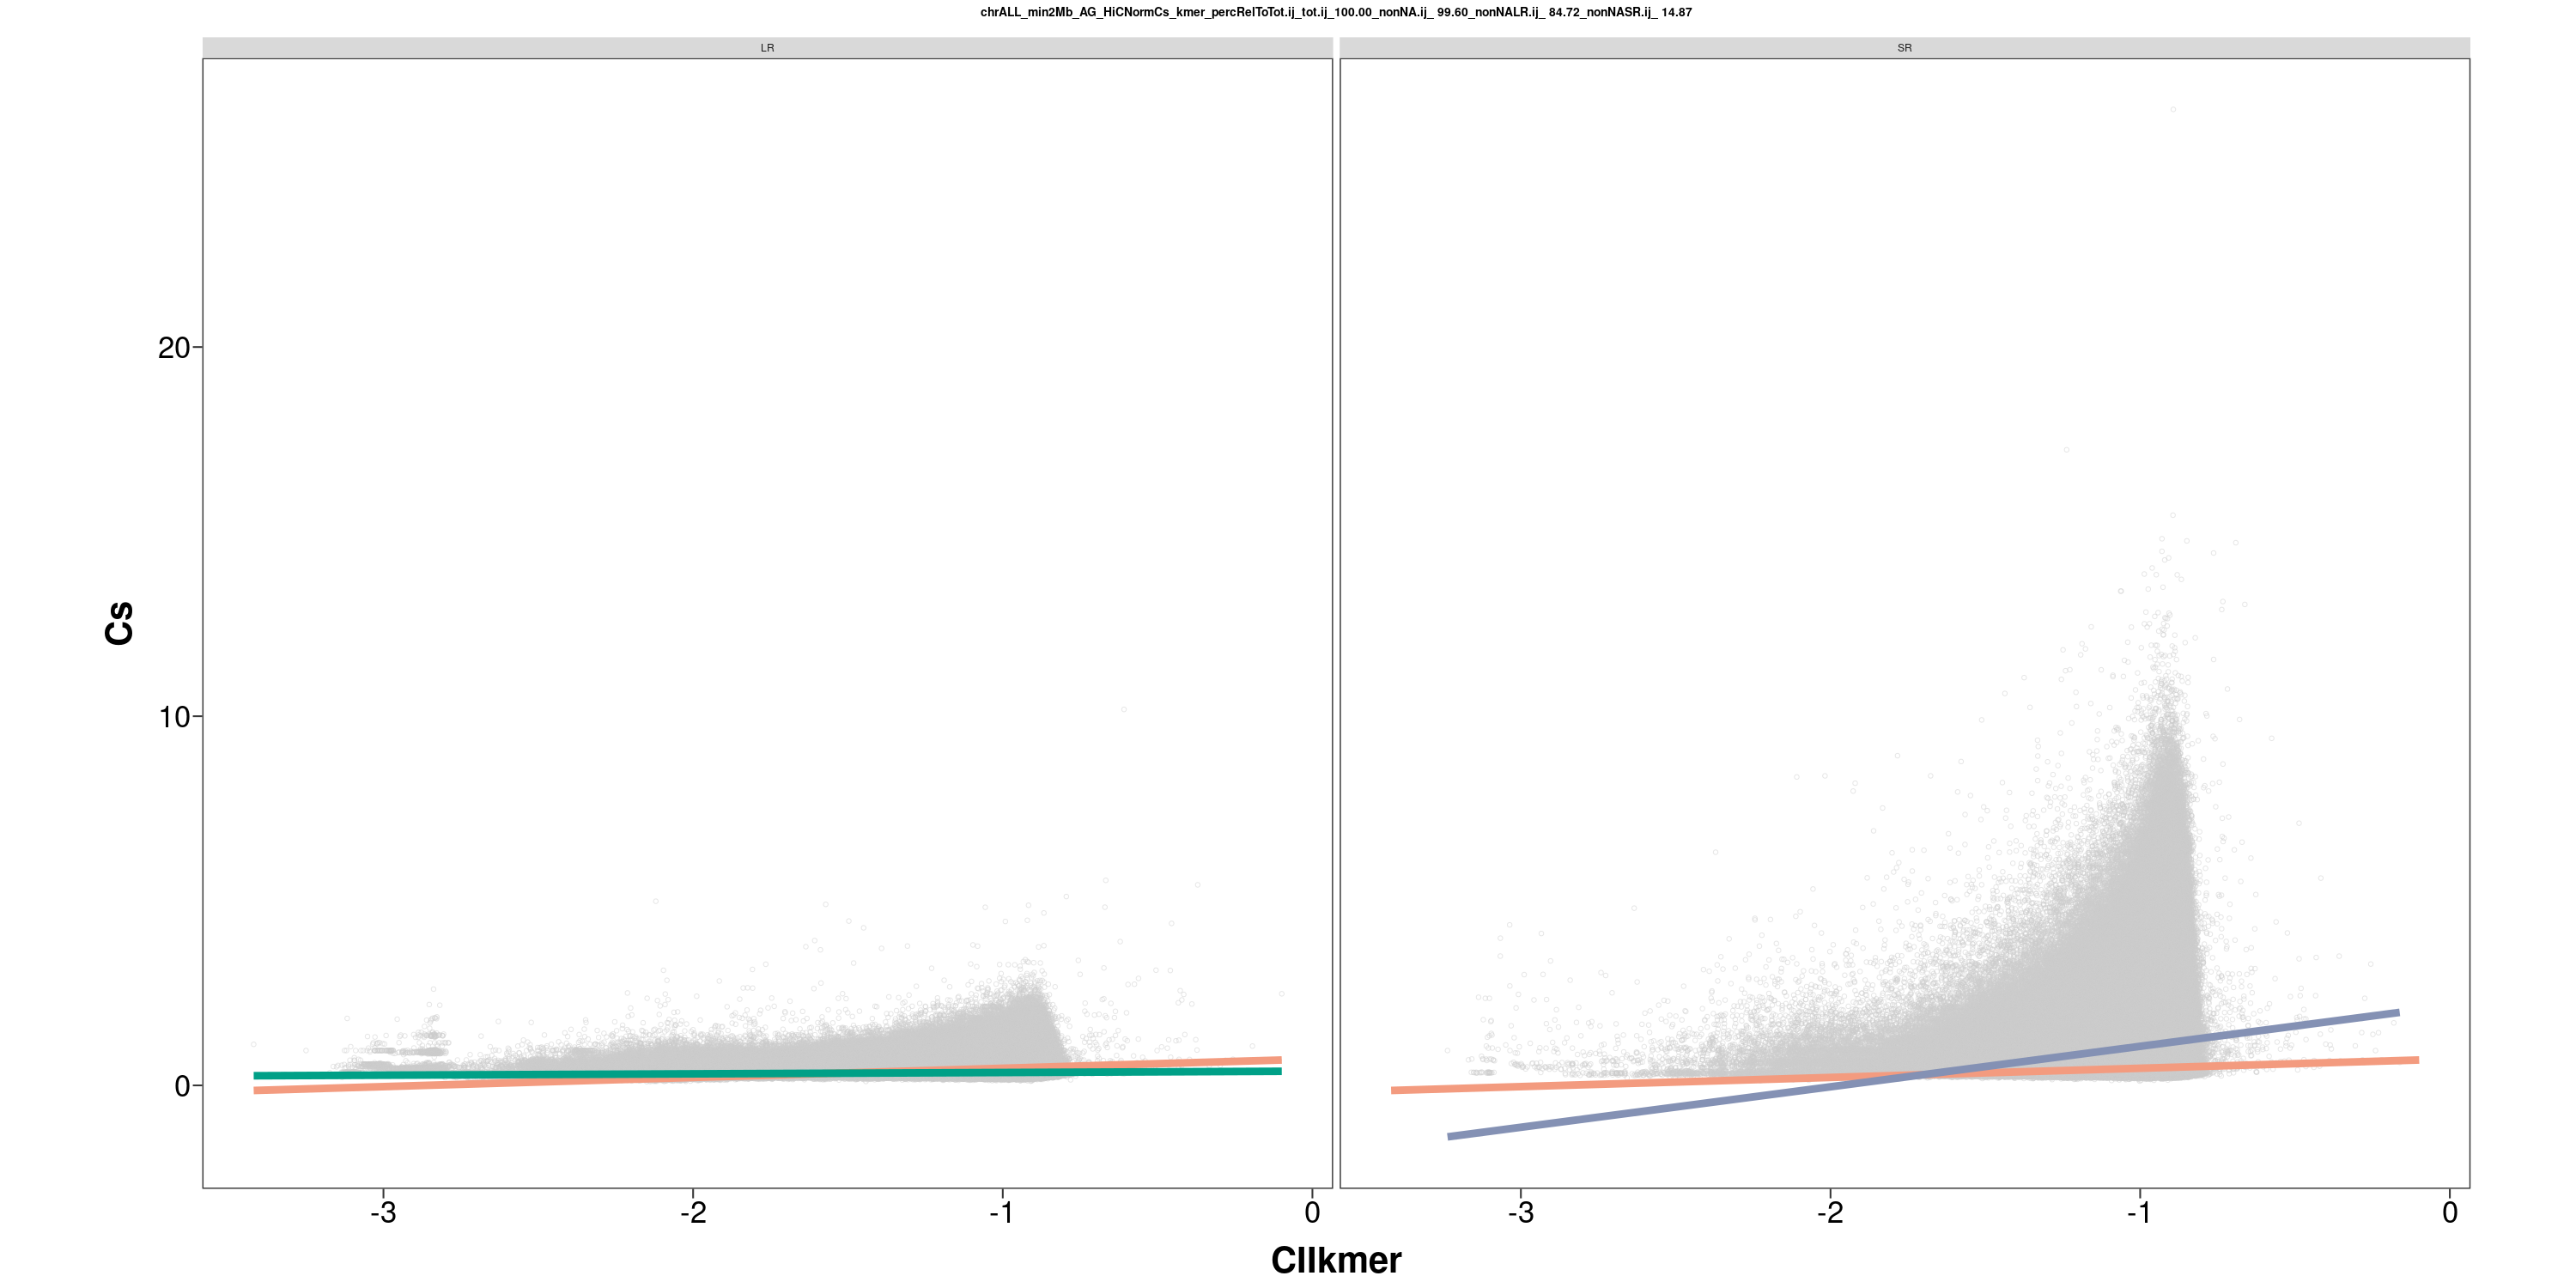 chrALL_min2Mb_AG_HiCNormCs_kmer_percRelToTot.ij_tot.ij_100.00_nonNA.ij_ 99.60_nonNALR.ij_ 84.72_nonNASR.ij_ 14.87
LR SR
20
10
0
Cs
-3 -2 -1 0 -3 -2 -1 0
CIIkmer